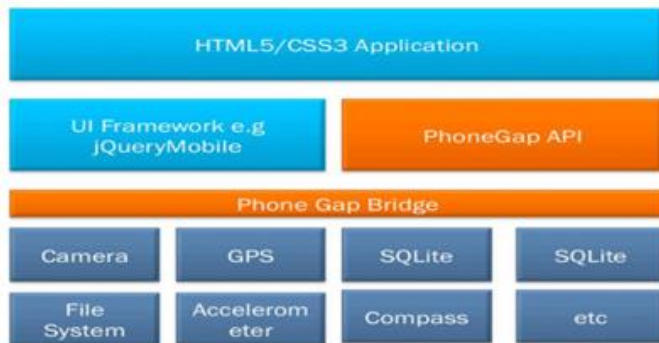 HTML5/CSS3 Application
UI Framework e.g
jQueryMobile
PhoneGap API
Phone Gap Bridge
Camera
GPS
SQLite
SQLite
File
System
Accelerom
eter
Compass
etc